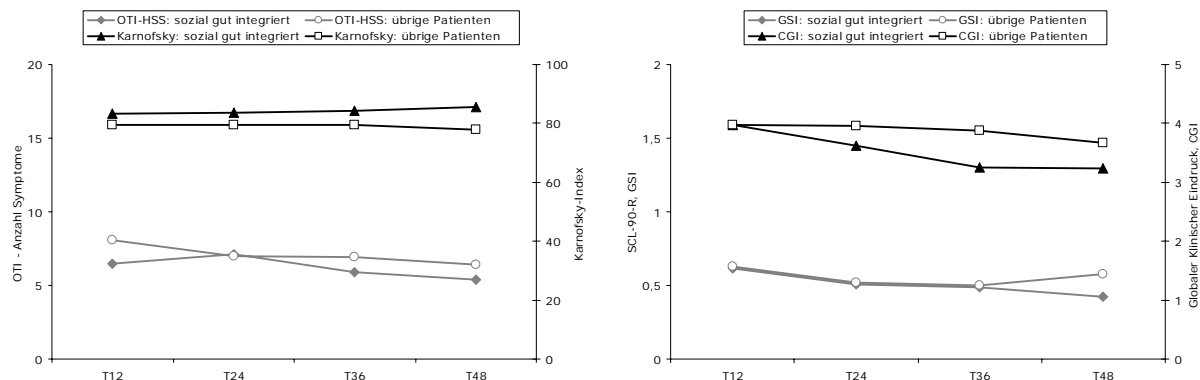 OTI-HSS: sozial gut integriert OTI-HSS: übrige Patienten
Karnofsky: sozial gut integriert Karnofsky: übrige Patienten
20
15
10
5
0
OTI - Anzahl Symptome
100
80
60
40
20
0
Karnofsky-Index
T12 T24 T36 T48
GSI: sozial gut integriert GSI: übrige Patienten
CGI: sozial gut integriert CGI: übrige Patienten
2
1,5
1
0,5
0
SCL-90-R, GSI
5
4
3
2
1
0
Globaler Klinischer Eindruck, CGI
T12 T24 T36 T48